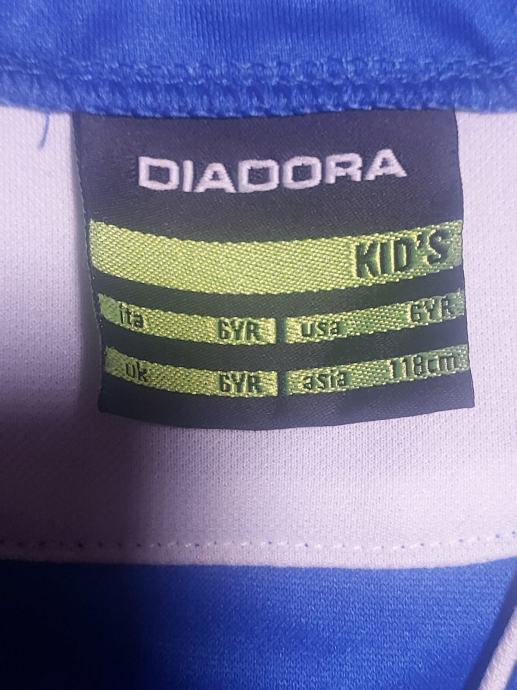 DIADORA
KID'S
ita 6YR usa 6YR
uk 6YR asia 118cm